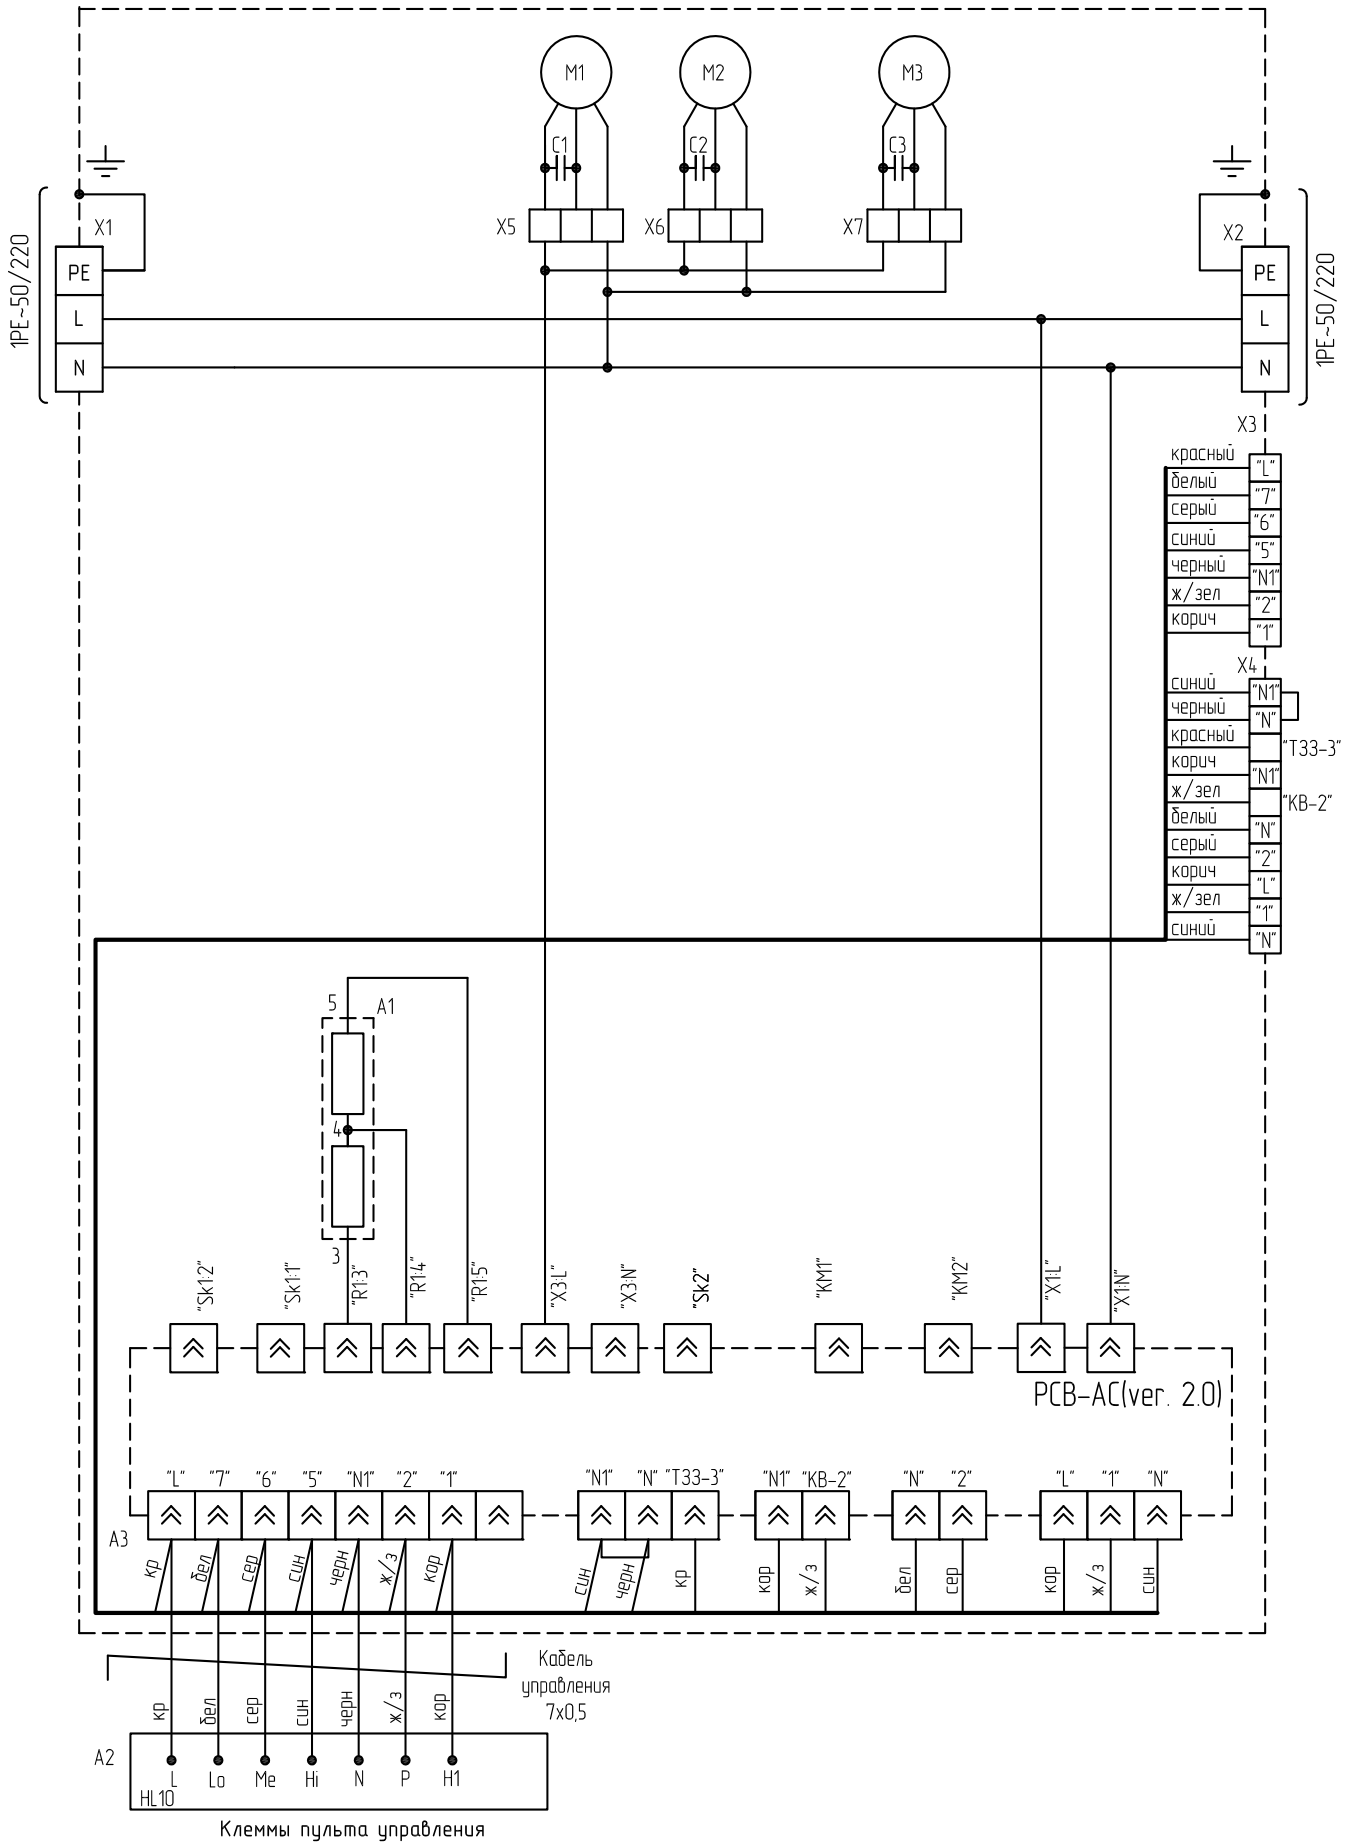 M1
M2
M3
C1
C2
C3
X1
X5
X6
X7
X2
1PE~50/220
PE
L
N
PE
L
N
1PE~50/220
X3
красный
"L"
белый
"7"
серый
"6"
синий
"5"
черный
"N1"
ж/зел
"2"
корич
"1"
X4
синий
"N1"
черный
"N"
красный
"ТЗЗ-3"
корич
"N1"
ж/зел
"КВ-2"
белый
"N"
серый
"2"
корич
"L"
ж/зел
"1"
синий
"N"
5
A1
4
3
"Sk1:2"
"Sk1:1"
"R1:3"
"R1:4"
"R1:5"
"X3:L"
"X3:N"
"Sk2"
"KM1"
"KM2"
"X1:L"
"X1:N"
PCB-AC(ver. 2.0)
"L"
"7"
"6"
"5"
"N1"
"2"
"1"
"N1"
"N"
"ТЗЗ-3"
"N1"
"КВ-2"
"N"
"2"
"L"
"1"
"N"
A3
кр
бел
сер
син
черн
ж/з
кор
син
черн
кр
кор
ж/з
бел
сер
кор
ж/з
син
Кабель
управления
7x0,5
кр
бел
сер
син
черн
ж/з
кор
A2
L
Lo
Me
Hi
N
P
H1
HL10
Клеммы пульта управления